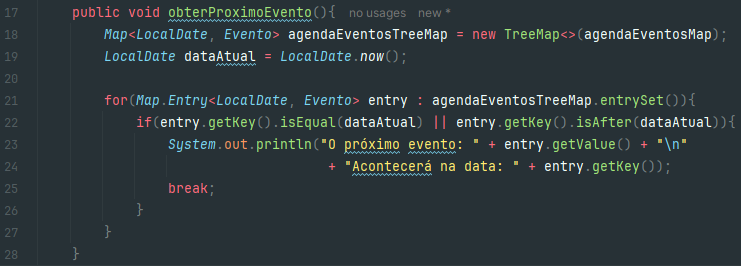 17 public void obterProximoEvento(){ no usages new *
18 Map<LocalDate, Evento> agendaEventosTreeMap = new TreeMap<>(agendaEventosMap);
19 LocalDate dataAtual = LocalDate.now();
20
21 for(Map.Entry<LocalDate, Evento> entry : agendaEventosTreeMap.entrySet()){
22 if(entry.getKey().isEqual(dataAtual) || entry.getKey().isAfter(dataAtual)){
23 System.out.println("O próximo evento: " + entry.getValue() + "\n"
24 + "Acontecerá na data: " + entry.getKey());
25 break;
26 }
27 }
28 }